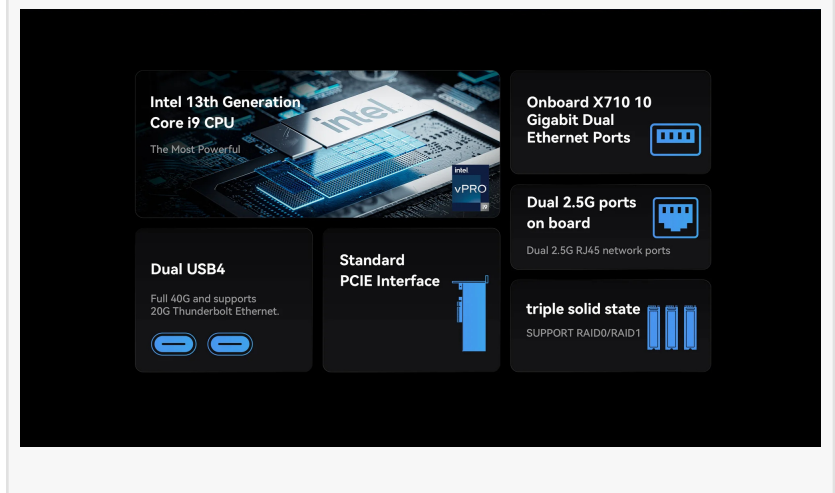 Intel 13th Generation
Core i9 CPU
The Most Powerful
intel
intel
vPRO
i9
Onboard X710 10
Gigabit Dual
Ethernet Ports
Dual 2.5G ports
on board
Dual 2.5G RJ45 network ports
Dual USB4
Full 40G and supports
20G Thunderbolt Ethernet.
Standard
PCIE Interface
triple solid state
SUPPORT RAID0/RAID1